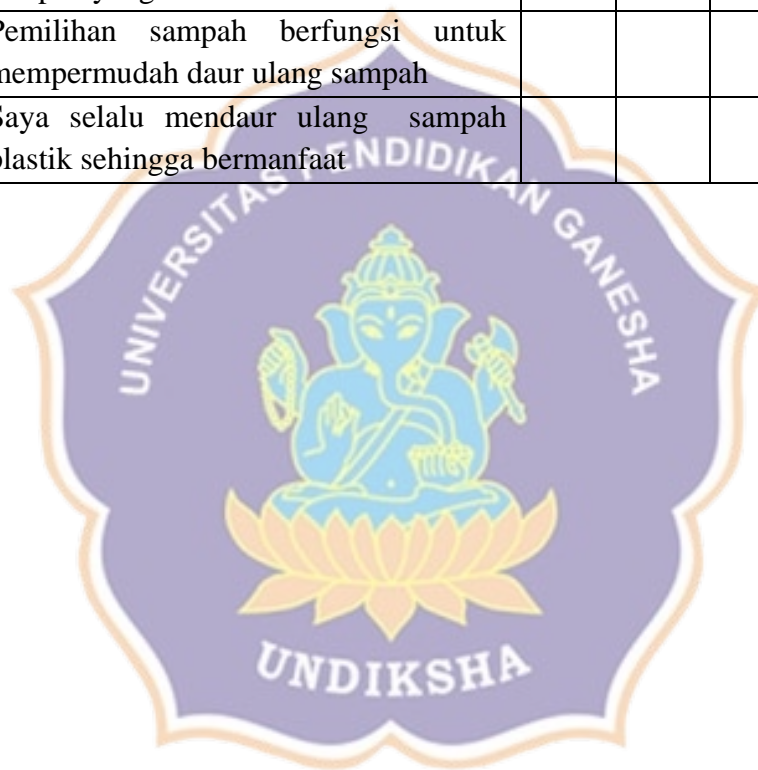 Pemilihan sampah berfungsi untuk
mempermudah daur ulang sampah
Saya selalu mendaur ulang sampah
plastik sehingga bermanfaat
UNIVERSITAS PENDIDIKAN GANESHA
UNDIKSHA